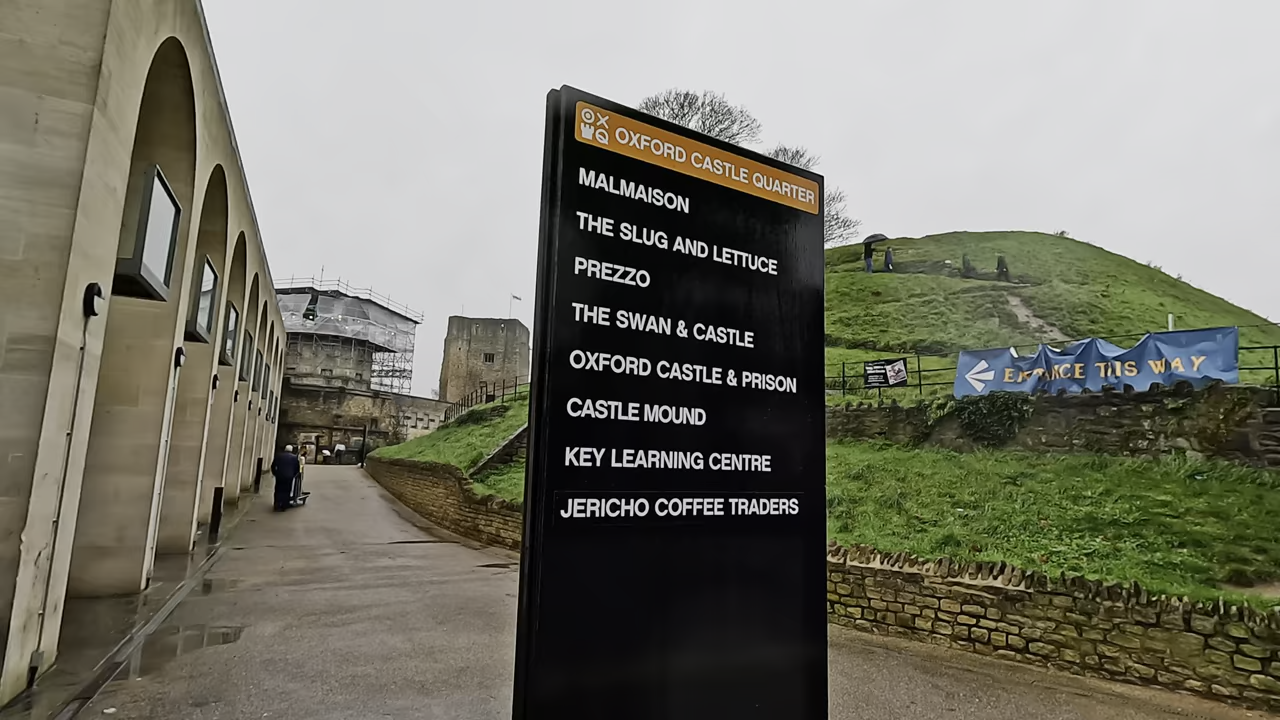 OX
Q
OXFORD CASTLE QUARTER
MALMAISON
THE SLUG AND LETTUCE
PREZZO
THE SWAN & CASTLE
OXFORD CASTLE & PRISON
CASTLE MOUND
KEY LEARNING CENTRE
JERICHO COFFEE TRADERS
THIS WAY